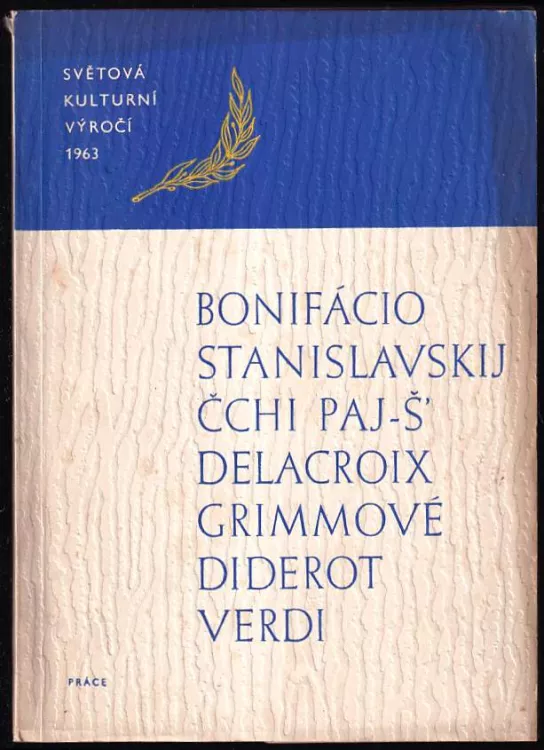 SVĚTOVÁ
KULTURNÍ
VÝROČÍ
1963
BONIFÁCIO
STANISLAVSKIJ
ČCHI PAJ-Š’
DELACROIX
GRIMMOVÉ
DIDEROT
VERDI
PRÁCE